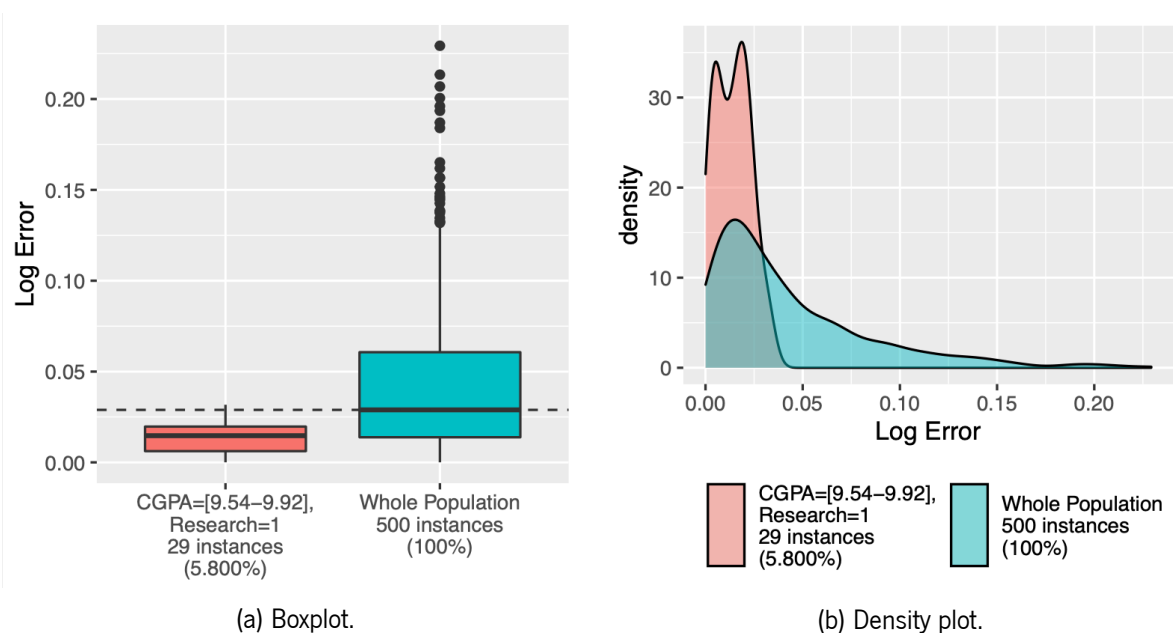 Log Error
0.20
0.15
0.10
0.05
0.00
CGPA=[9.54−9.92],
Research=1
29 instances
(5.800%)
Whole Population
500 instances
(100%)
(a) Boxplot.
density
30
20
10
0
0.00 0.05 0.10 0.15 0.20
Log Error
CGPA=[9.54−9.92],
Research=1
29 instances
(5.800%)
Whole Population
500 instances
(100%)
(b) Density plot.